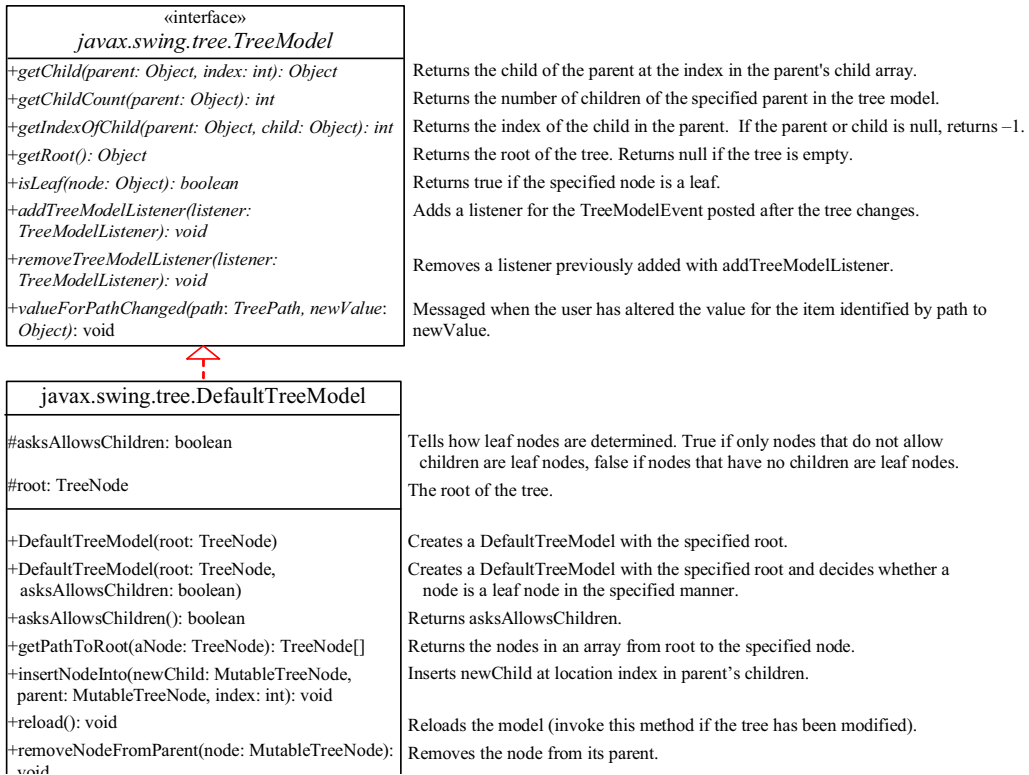 «interface»
javax.swing.tree.TreeModel
+getChild(parent: Object, index: int): Object
Returns the child of the parent at the index in the parent's child array.
+getChildCount(parent: Object): int
Returns the number of children of the specified parent in the tree model.
+getIndexOfChild(parent: Object, child: Object): int
Returns the index of the child in the parent. If the parent or child is null, returns –1.
+getRoot(): Object
Returns the root of the tree. Returns null if the tree is empty.
+isLeaf(node: Object): boolean
Returns true if the specified node is a leaf.
+addTreeModelListener(listener:
TreeModelListener): void
Adds a listener for the TreeModelEvent posted after the tree changes.
+removeTreeModelListener(listener:
TreeModelListener): void
Removes a listener previously added with addTreeModelListener.
+valueForPathChanged(path: TreePath, newValue:
Object): void
Messaged when the user has altered the value for the item identified by path to
newValue.
javax.swing.tree.DefaultTreeModel
#asksAllowsChildren: boolean
Tells how leaf nodes are determined. True if only nodes that do not allow
children are leaf nodes, false if nodes that have no children are leaf nodes.
#root: TreeNode
The root of the tree.
+DefaultTreeModel(root: TreeNode)
Creates a DefaultTreeModel with the specified root.
+DefaultTreeModel(root: TreeNode,
asksAllowsChildren: boolean)
Creates a DefaultTreeModel with the specified root and decides whether a
node is a leaf node in the specified manner.
+asksAllowsChildren(): boolean
Returns asksAllowsChildren.
+getPathToRoot(aNode: TreeNode): TreeNode[]
Returns the nodes in an array from root to the specified node.
+insertNodeInto(newChild: MutableTreeNode,
parent: MutableTreeNode, index: int): void
Inserts newChild at location index in parent’s children.
+reload(): void
Reloads the model (invoke this method if the tree has been modified).
+removeNodeFromParent(node: MutableTreeNode):
void
Removes the node from its parent.